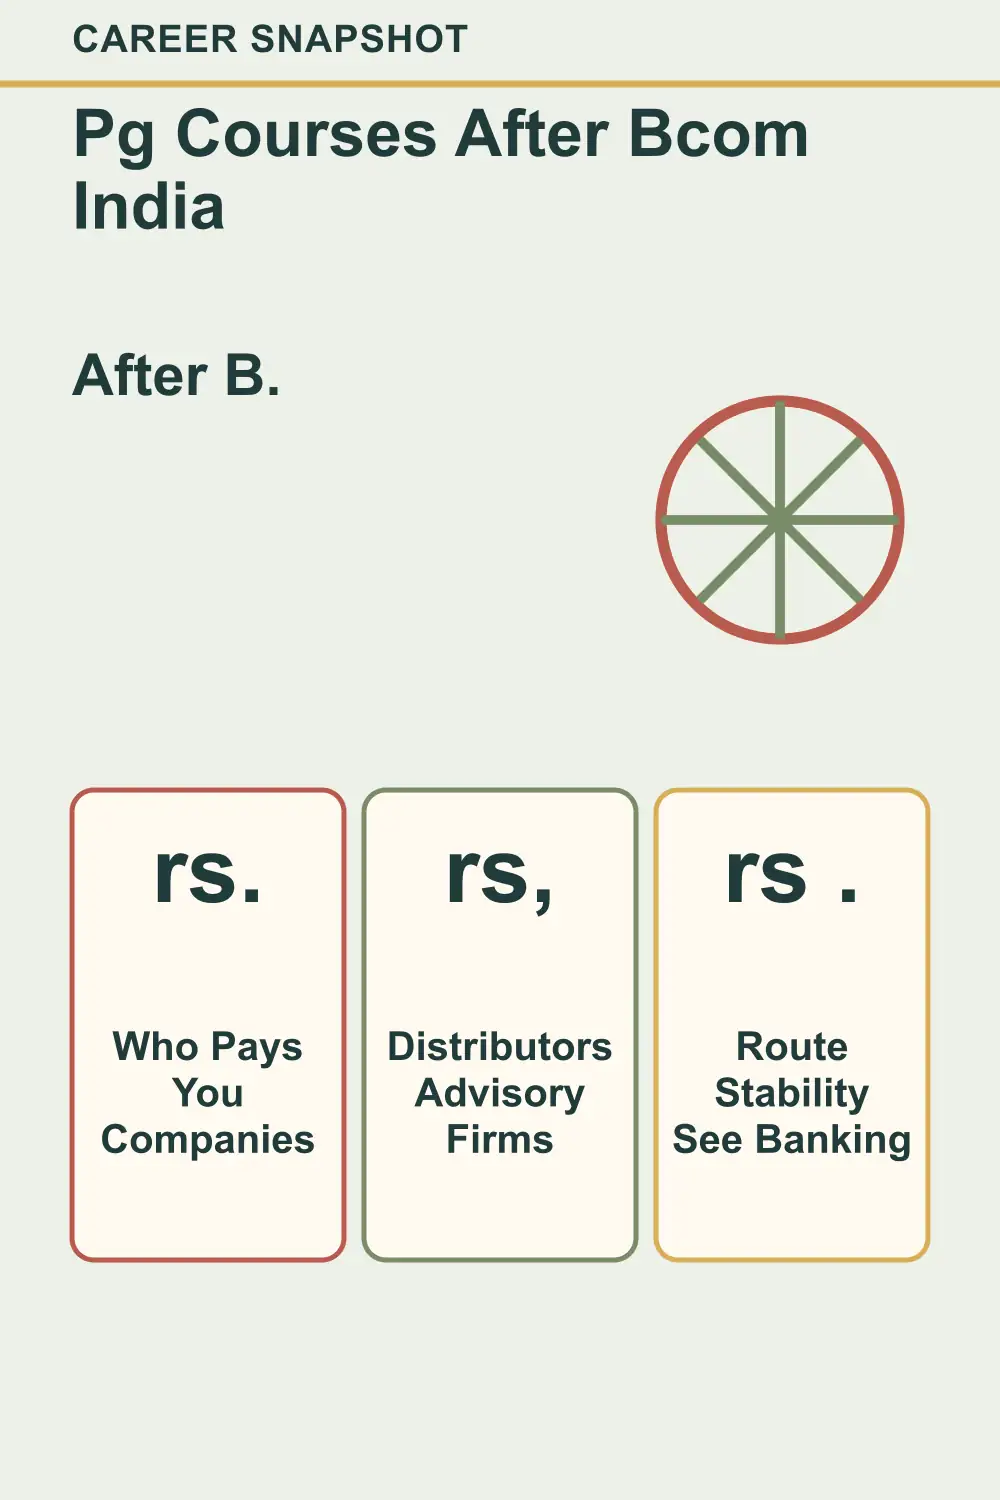 CAREER SNAPSHOT
Pg Courses After Bcom
India
After B.
rs.
Who Pays
You
Companies
rs,
Distributors
Advisory
Firms
rs .
Route
Stability
See Banking